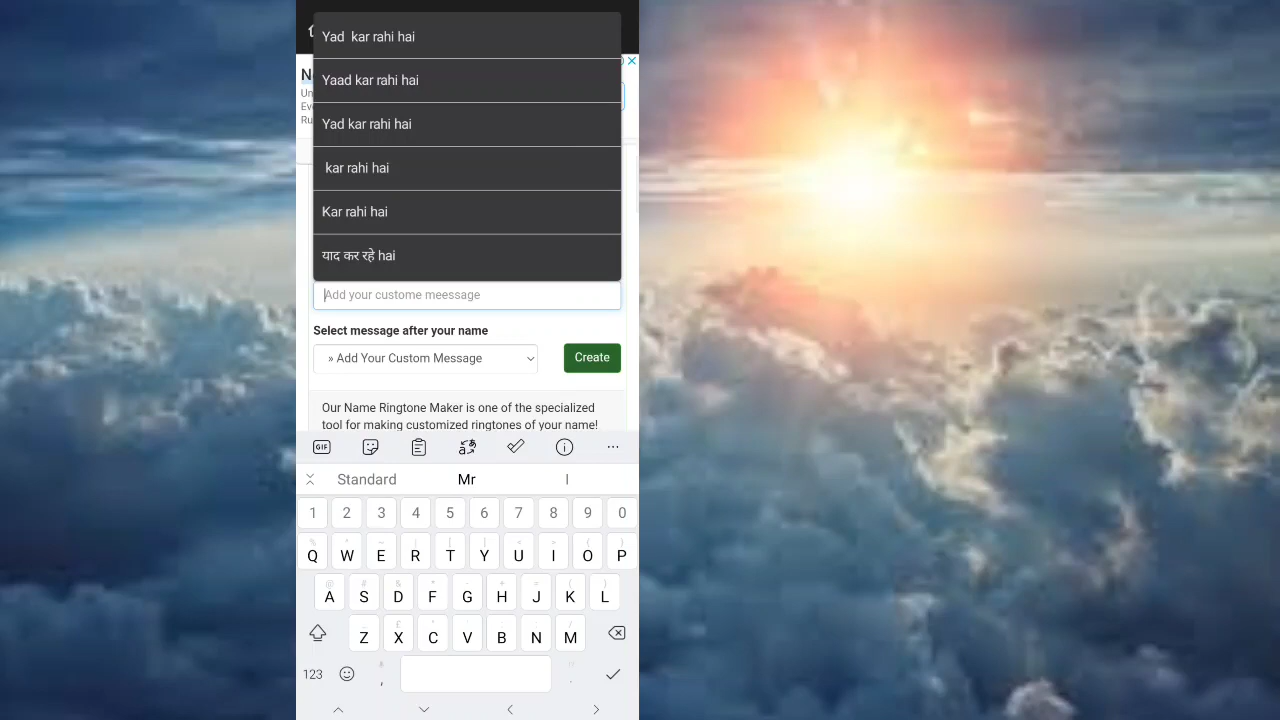 Yad  kar rahi hai
Yaad kar rahi hai
Yad kar rahi hai
kar rahi hai
Kar rahi hai
याद कर रहे hai
Add your custome meessage
Select message after your name
» Add Your Custom Message
Create
Our Name Ringtone Maker is one of the specialized
tool for making customized ringtones of your name!
GIF
Standard Mr I
1 2 3 4 5 6 7 8 9 0
Q W E R T Y U I O P
A S D F G H J K L
Z X C V B N M
123 , .